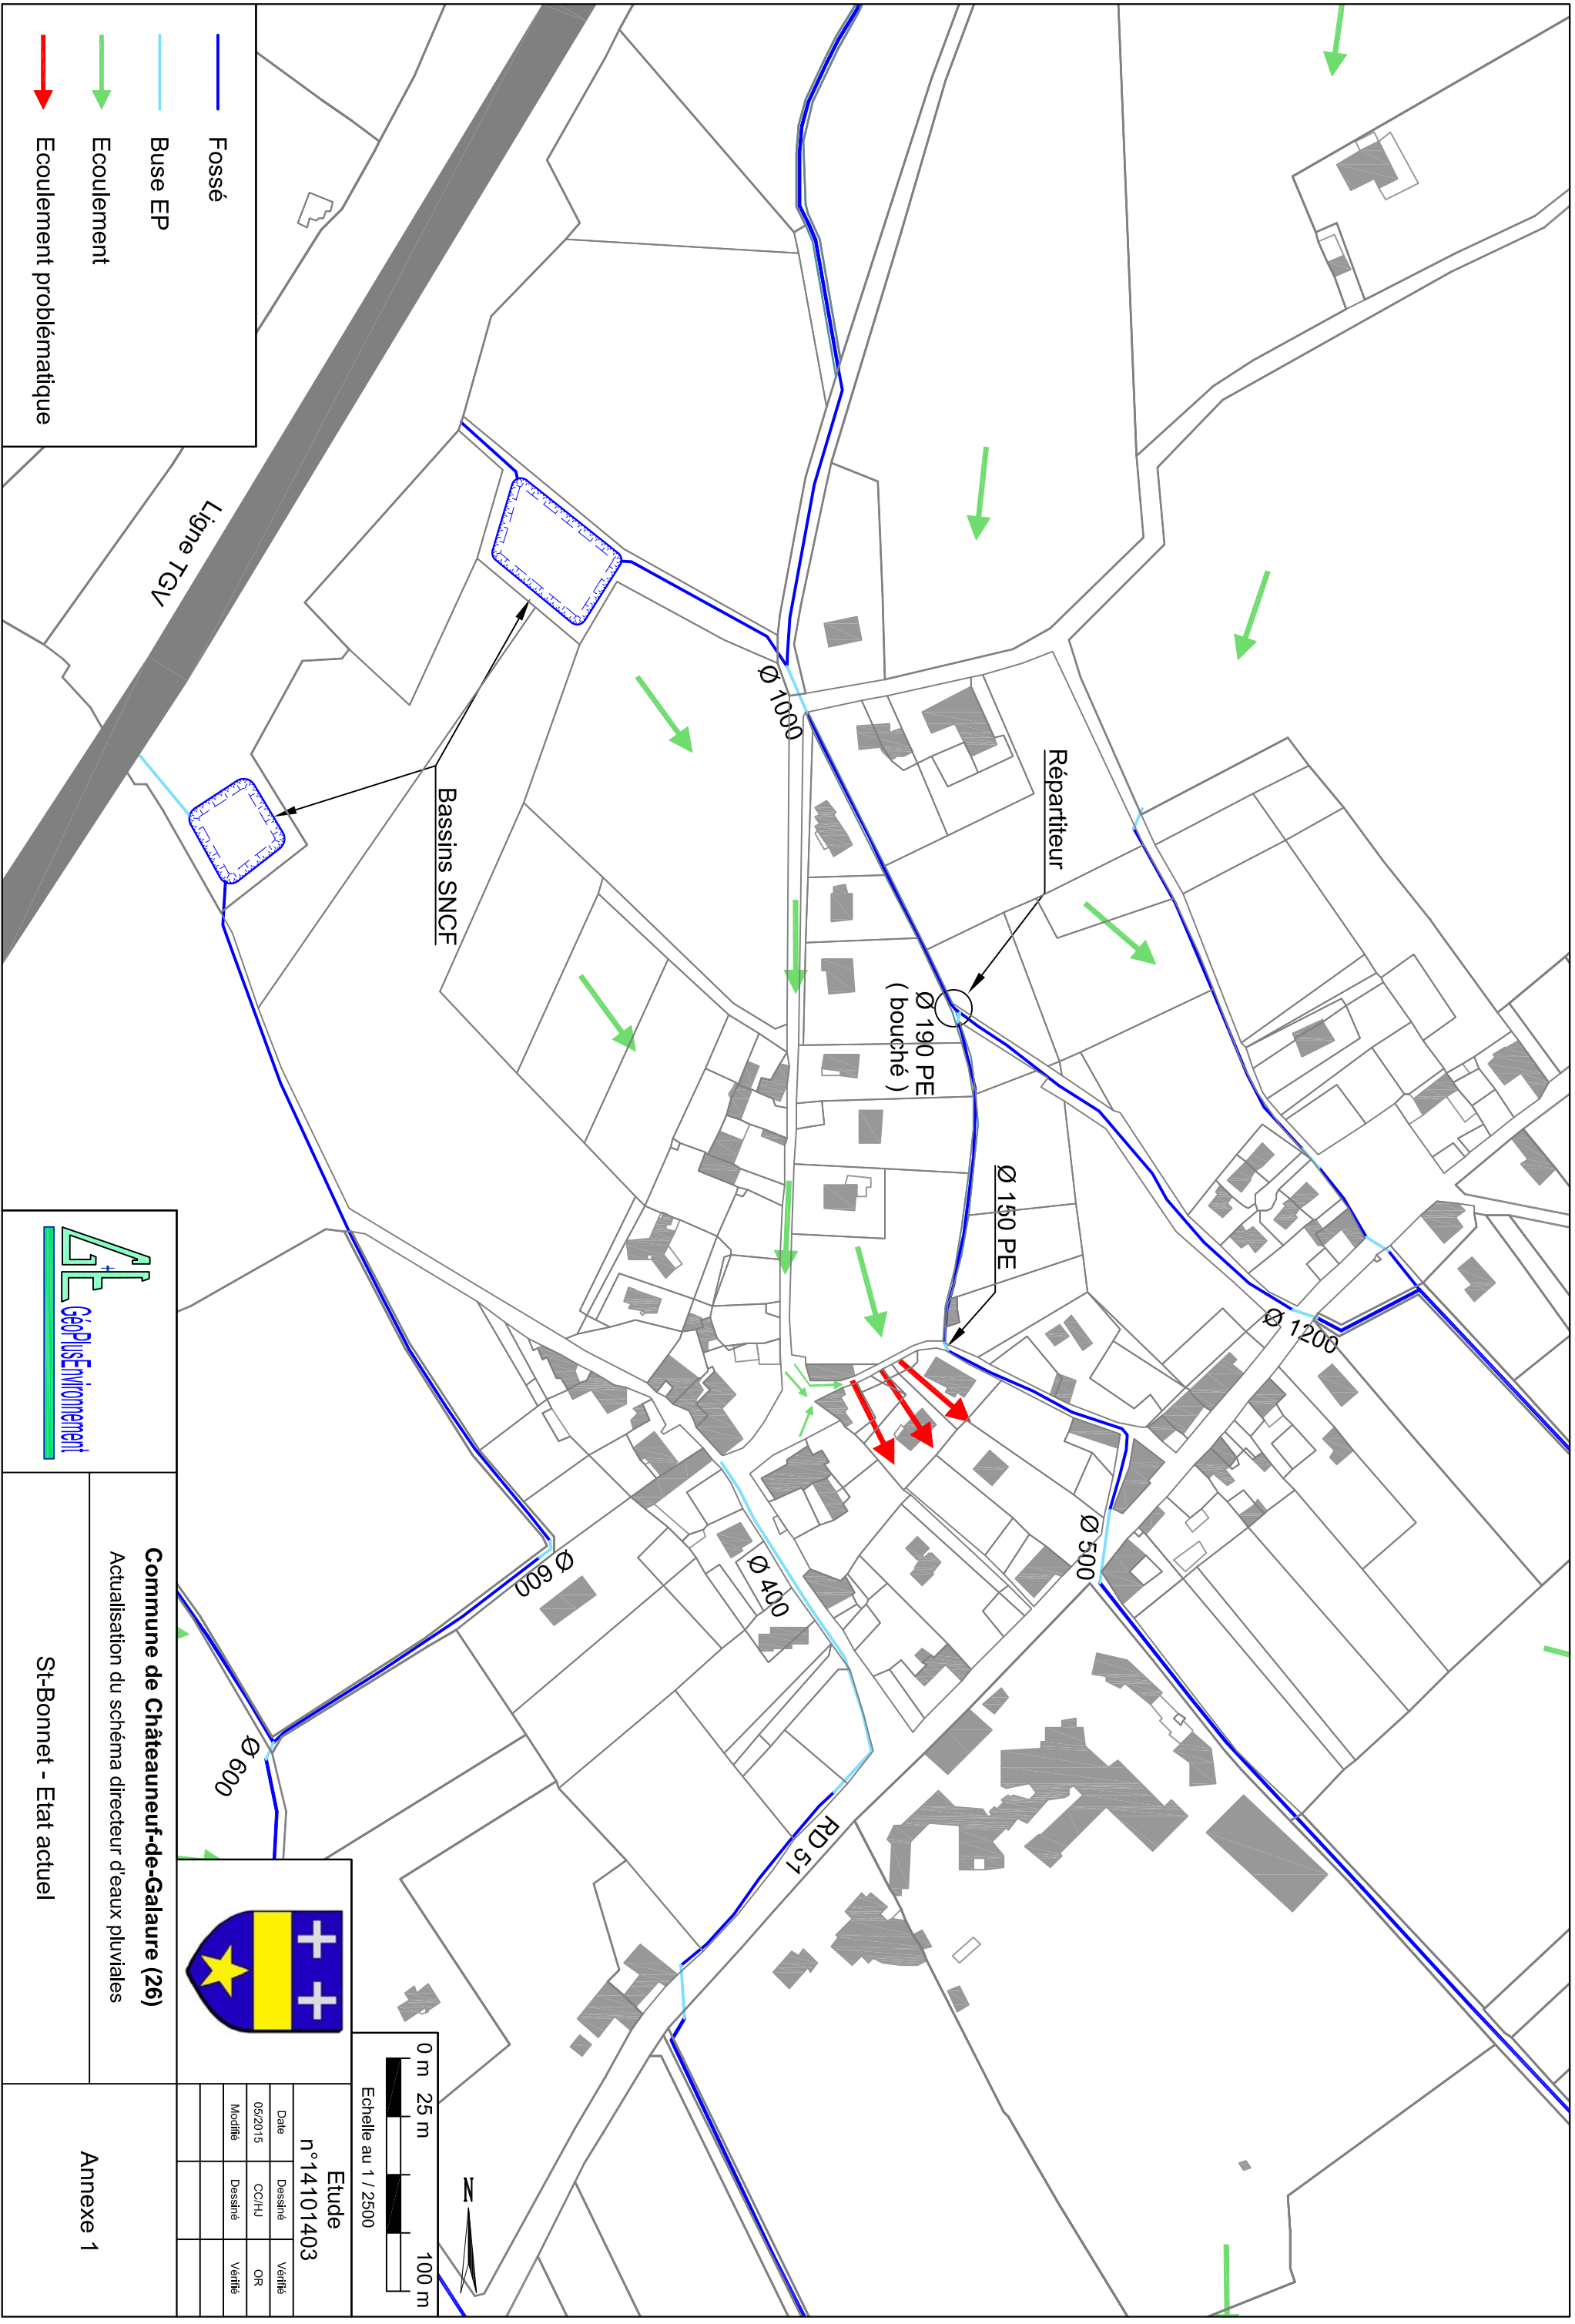 Fossé
Buse EP
Ecoulement
Ecoulement problématique
Ligne TGV
Bassins SNCF
Ø 1000
Répartiteur
Ø 190 PE
( bouché )
Ø 150 PE
Ø 1200
Ø 500
Ø 400
Ø 600
Ø 600
RD 51
N
0 m 25 m 100 m
Echelle au 1 / 2500
GéoPlusEnvironnement
Commune de Châteauneuf-de-Galaure (26)
Actualisation du schéma directeur d'eaux pluviales
St-Bonnet - Etat actuel
Etude
n°14101403
Date Dessiné Vérifié
05/2015 CC/HJ OR
Modifié Dessiné Vérifié
Annexe 1